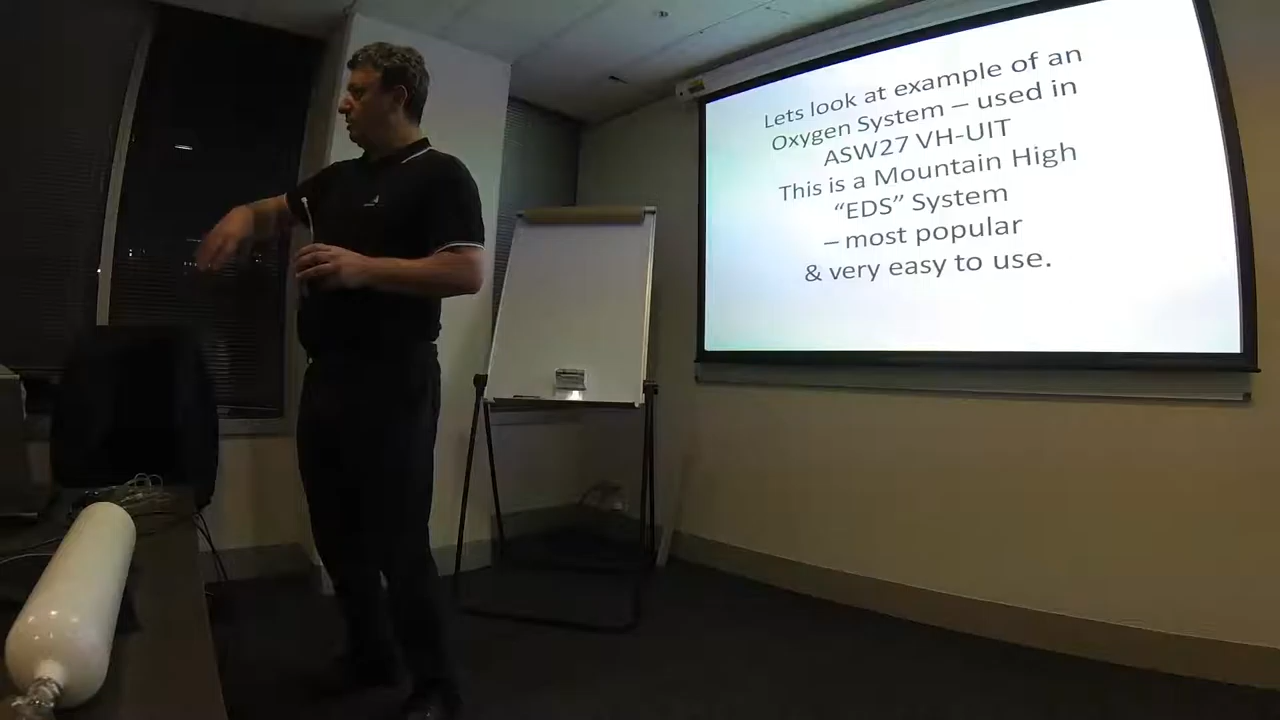 Lets look at example of an
Oxygen System – used in
ASW27 VH-UIT
This is a Mountain High
“EDS” System
– most popular
& very easy to use.